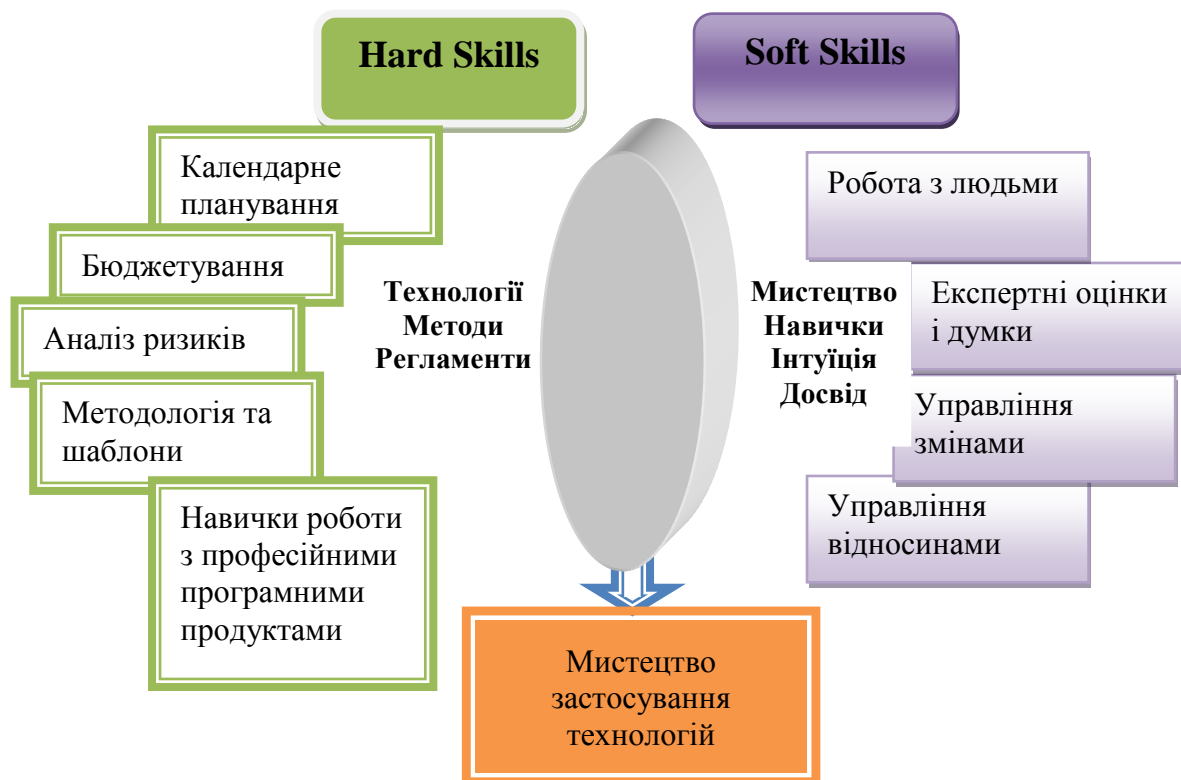 Hard Skills
Soft Skills
Календарне
планування
Бюджетування
Аналіз ризиків
Методологія та
шаблони
Навички роботи
з професійними
програмними
продуктами
Технології
Методи
Регламенти
Мистецтво
Навички
Інтуїція
Досвід
Робота з людьми
Експертні оцінки
і думки
Управління
змінами
Управління
відносинами
Мистецтво
застосування
технологій